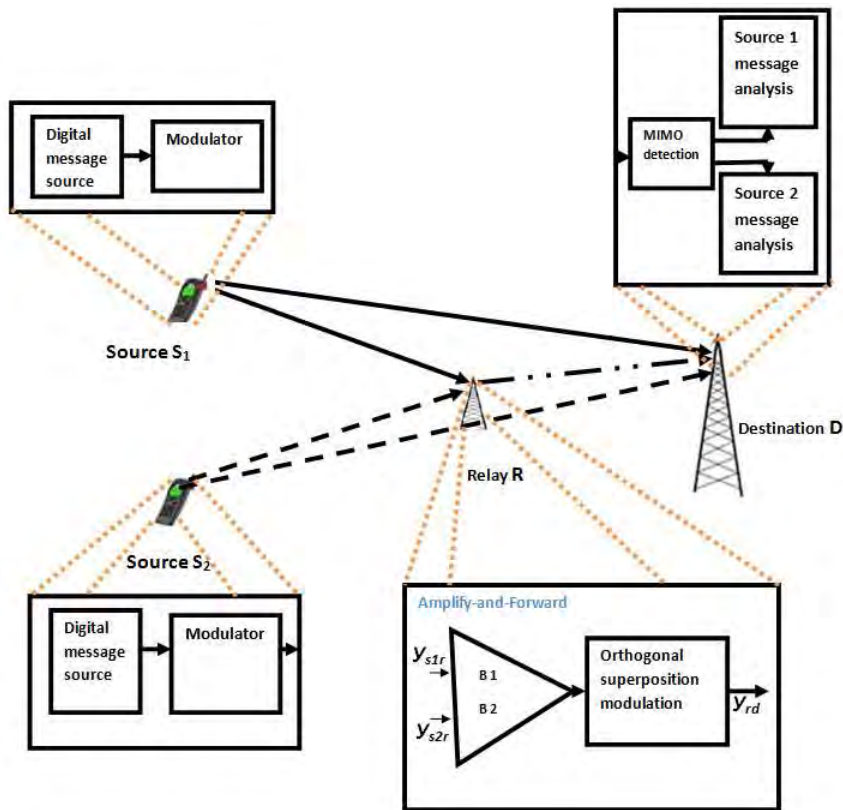 Source 1
message
analysis
MIMO
detection
Source 2
message
analysis
Digital
message
source
Modulator
Source S1
Destination D
Relay R
Source S2
Digital
message
source
Modulator
Amplify-and-Forward
ys1r
ys2r
B 1
B 2
Orthogonal
superposition
modulation
yrd